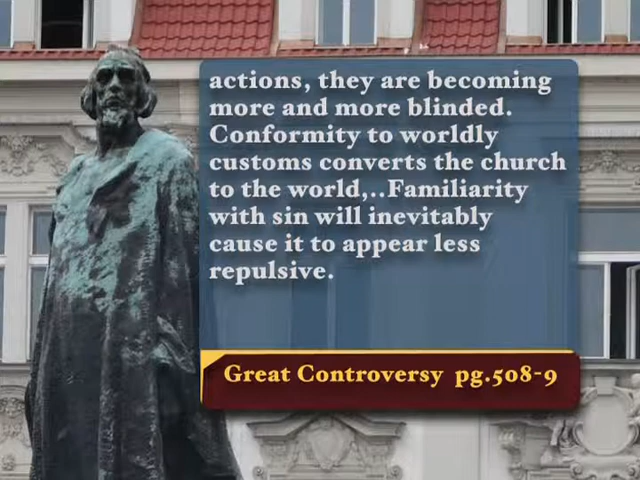 actions, they are becoming
more and more blinded.
Conformity to worldly
customs converts the church
to the world,..Familiarity
with sin will inevitably
cause it to appear less
repulsive.
Great Controversy pg.508-9